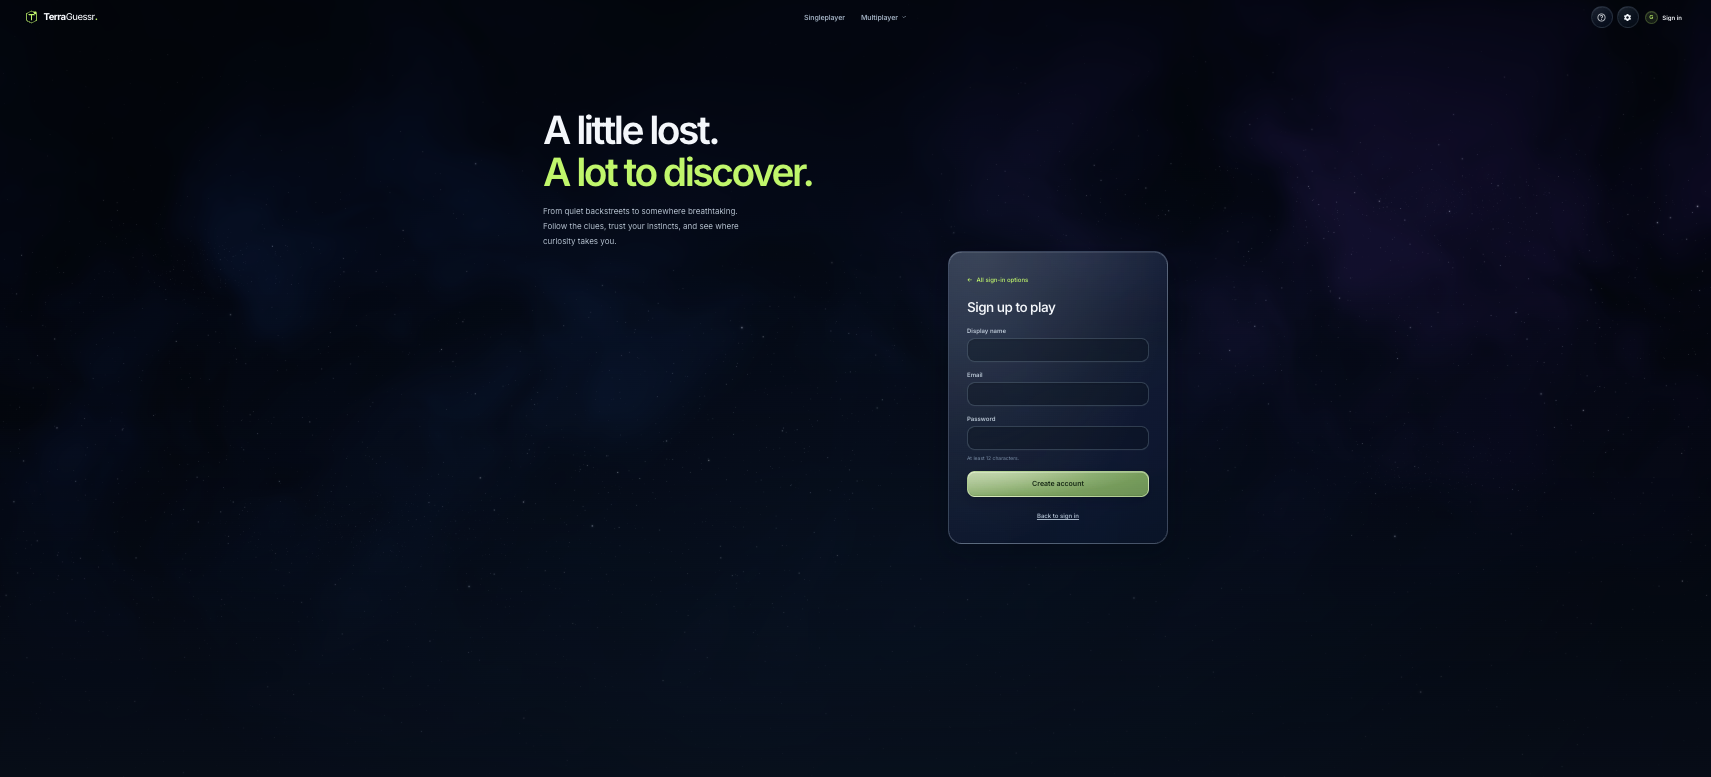 TerraGuessr.
Singleplayer
Multiplayer
G
Sign in
A little lost.
A lot to discover.
From quiet backstreets to somewhere breathtaking.
Follow the clues, trust your instincts, and see where
curiosity takes you.
← All sign-in options
Sign up to play
Display name
Email
Password
At least 12 characters.
Create account
Back to sign in